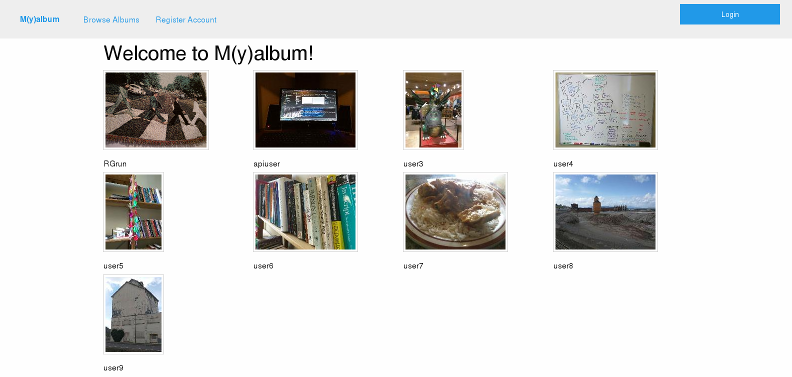 M(y)album Browse Albums Register Account Login
Welcome to M(y)album!
RGrun apiuser user3 user4
user5 user6 user7 user8
user9